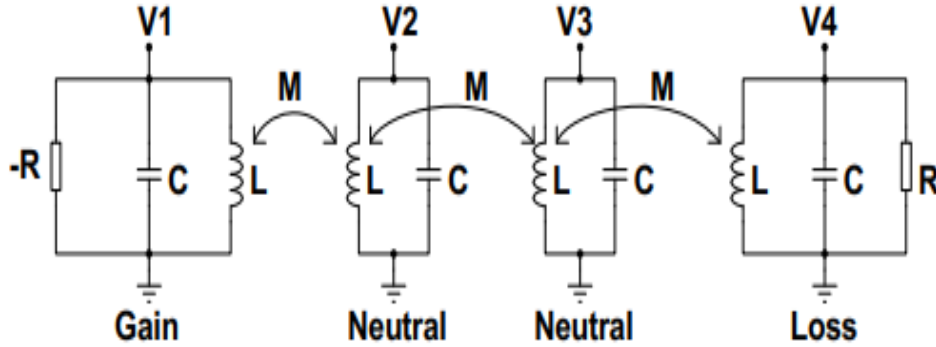 V1 V2 V3 V4
M M M
-R C L L C L C L C R
Gain Neutral Neutral Loss